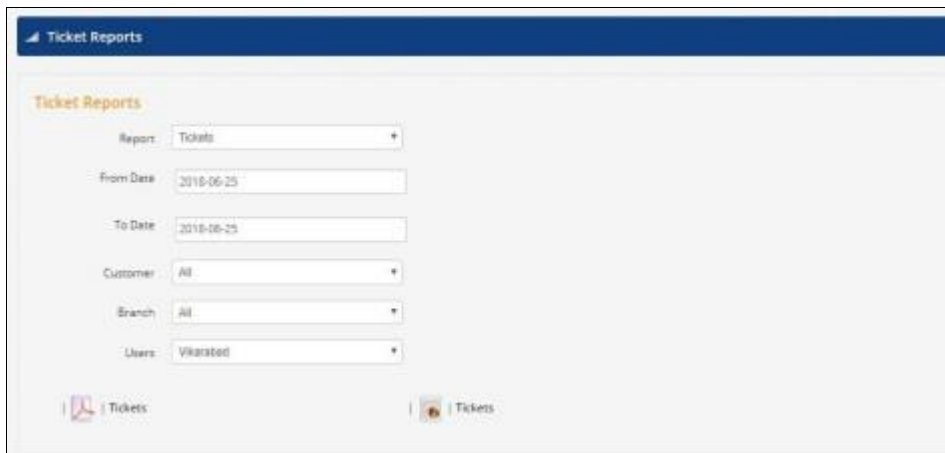 Ticket Reports
Ticket Reports
Report Tickets
From Date 2018-06-25
To Date 2018-06-25
Customer All
Branch All
Users Vikarabad
| | Tickets | | Tickets